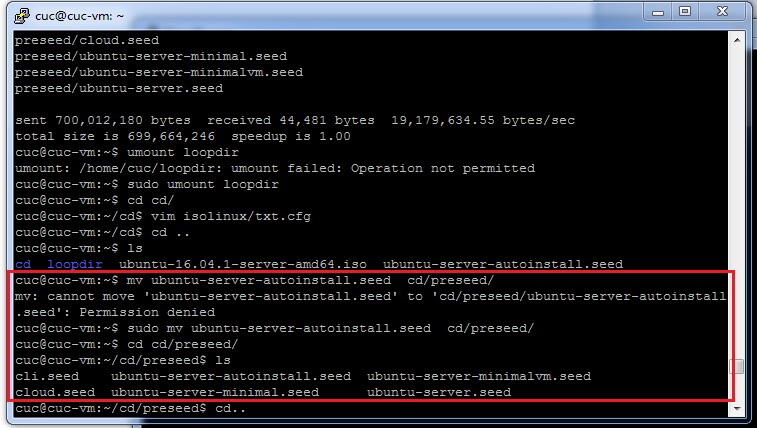 cuc@cuc-vm: ~
preseed/cloud.seed
preseed/ubuntu-server-minimal.seed
preseed/ubuntu-server-minimalvm.seed
preseed/ubuntu-server.seed
sent 700,012,180 bytes  received 44,481 bytes  19,179,634.55 bytes/sec
total size is 699,664,246  speedup is 1.00
cuc@cuc-vm:~$ umount loopdir
umount: /home/cuc/loopdir: umount failed: Operation not permitted
cuc@cuc-vm:~$ sudo umount loopdir
cuc@cuc-vm:~$ cd cd/
cuc@cuc-vm:~/cd$ vim isolinux/txt.cfg
cuc@cuc-vm:~/cd$ cd ..
cuc@cuc-vm:~$ ls
cd  loopdir  ubuntu-16.04.1-server-amd64.iso  ubuntu-server-autoinstall.seed
cuc@cuc-vm:~$ mv ubuntu-server-autoinstall.seed  cd/preseed/
mv: cannot move 'ubuntu-server-autoinstall.seed' to 'cd/preseed/ubuntu-server-autoinstall
.seed': Permission denied
cuc@cuc-vm:~$ sudo mv ubuntu-server-autoinstall.seed  cd/preseed/
cuc@cuc-vm:~$ cd cd/preseed/
cuc@cuc-vm:~/cd/preseed$ ls
cli.seed    ubuntu-server-autoinstall.seed  ubuntu-server-minimalvm.seed
cloud.seed  ubuntu-server-minimal.seed      ubuntu-server.seed
cuc@cuc-vm:~/cd/preseed$ cd..